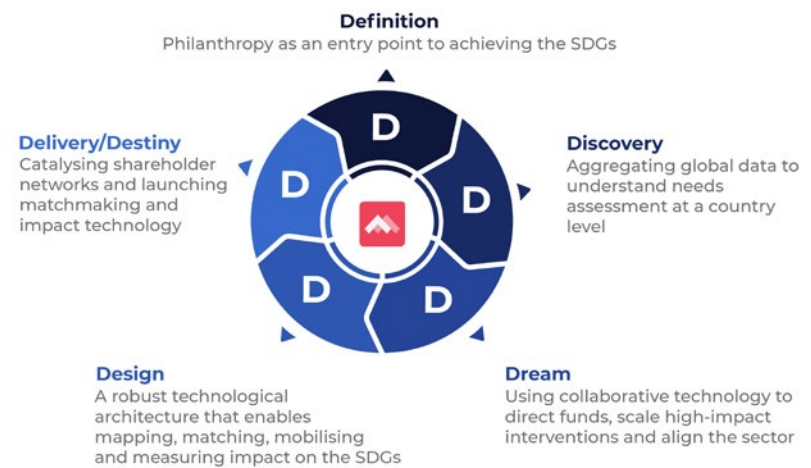 Definition
Philanthropy as an entry point to achieving the SDGs
D
Delivery/Destiny
Catalysing shareholder
networks and launching
matchmaking and
impact technology
D
Discovery
Aggregating global data to
understand needs
assessment at a country
level
D
D
D
Design
A robust technological
architecture that enables
mapping, matching, mobilising
and measuring impact on the SDGs
Dream
Using collaborative technology to
direct funds, scale high-impact
interventions and align the sector